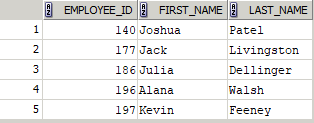 EMPLOYEE_ID FIRST_NAME LAST_NAME
1 140 Joshua Patel
2 177 Jack Livingston
3 186 Julia Dellinger
4 196 Alana Walsh
5 197 Kevin Feeney